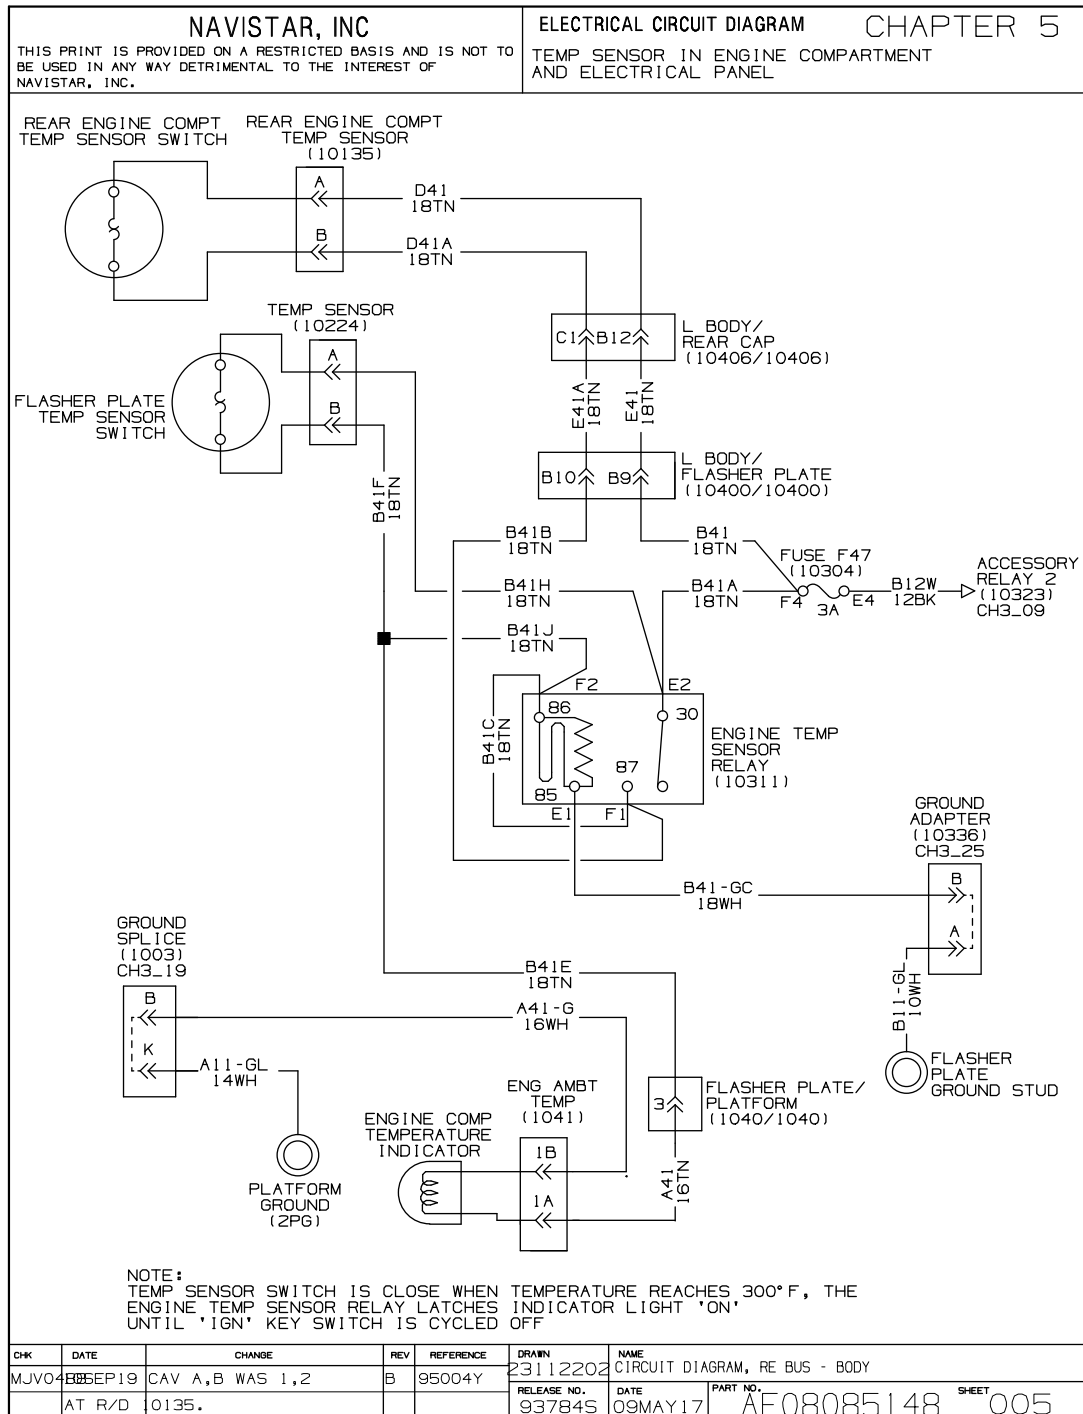 NAVISTAR, INC
THIS PRINT IS PROVIDED ON A RESTRICTED BASIS AND IS NOT TO
BE USED IN ANY WAY DETRIMENTAL TO THE INTEREST OF
NAVISTAR, INC.
ELECTRICAL CIRCUIT DIAGRAM
CHAPTER 5
TEMP SENSOR IN ENGINE COMPARTMENT
AND ELECTRICAL PANEL
REAR ENGINE COMPT
TEMP SENSOR SWITCH
REAR ENGINE COMPT
TEMP SENSOR
(10135)
A
B
D41
18TN
D41A
18TN
TEMP SENSOR
(10224)
A
B
FLASHER PLATE
TEMP SENSOR
SWITCH
C1
B12
L BODY/
REAR CAP
(10406/10406)
E41A
18TN
E41
18TN
B10
B9
L BODY/
FLASHER PLATE
(10400/10400)
B41F
18TN
B41B
18TN
B41
18TN
FUSE F47
(10304)
F4
3A
E4
B12W
12BK
ACCESSORY
RELAY 2
(10323)
CH3_09
B41H
18TN
B41A
18TN
B41J
18TN
F2
E2
86
30
B41C
18TN
87
85
E1
F1
ENGINE TEMP
SENSOR
RELAY
(10311)
GROUND
ADAPTER
(10336)
CH3_25
B
A
B41-GC
18WH
B11-GL
10WH
FLASHER
PLATE
GROUND STUD
GROUND
SPLICE
(1003)
CH3_19
B
K
B41E
18TN
A41-G
16WH
A11-GL
14WH
PLATFORM
GROUND
(2PG)
ENGINE COMP
TEMPERATURE
INDICATOR
ENG AMBT
TEMP
(1041)
1B
1A
3
FLASHER PLATE/
PLATFORM
(1040/1040)
A41
16TN
NOTE:
TEMP SENSOR SWITCH IS CLOSE WHEN TEMPERATURE REACHES 300°F, THE
ENGINE TEMP SENSOR RELAY LATCHES INDICATOR LIGHT 'ON'
UNTIL 'IGN' KEY SWITCH IS CYCLED OFF
CHK DATE CHANGE REV REFERENCE
CAV A,B WAS 1,2 B 95004Y
AT R/D 10135.
DRAWN
23112202
NAME
CIRCUIT DIAGRAM, RE BUS - BODY
RELEASE NO.
93784S
DATE
09MAY17
PART NO.
AF08085148
SHEET
005